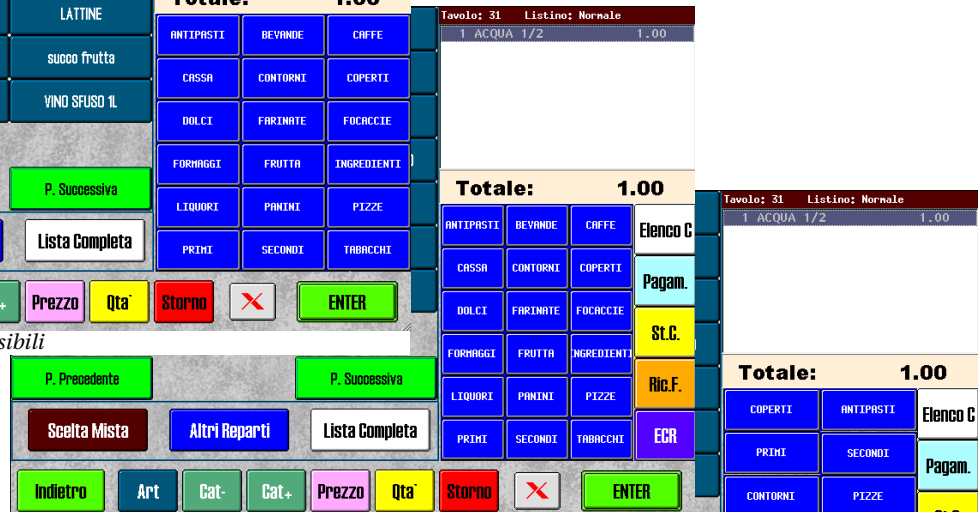 LATTINE
succo frutta
VINO SFUSO 1L
P. Successiva
Lista Completa
Prezzo
Qta`
Storno
ENTER
sibili
Totale: 1.00
ANTIPASTI BEVANDE CAFFE
CASSA CONTORNI COPERTI
DOLCI FARINATE FOCACCIE
FORMAGGI FRUTTA INGREDIENTI
LIQUORI PANINI PIZZE
PRIMI SECONDI TABACCHI
Tavolo: 31 Listino: Normale
1 ACQUA 1/2 1.00
Totale: 1.00
ANTIPASTI BEVANDE CAFFE
CASSA CONTORNI COPERTI
DOLCI FARINATE FOCACCIE
FORMAGGI FRUTTA INGREDIENTI
LIQUORI PANINI PIZZE
PRIMI SECONDI TABACCHI
Elenco C
Pagam.
St.C.
Ric.F.
ECR
P. Precedente P. Successiva
Scelta Mista Altri Reparti Lista Completa
Indietro Art Cat- Cat+ Prezzo Qta` Storno ENTER
Tavolo: 31 Listino: Normale
1 ACQUA 1/2 1.00
Totale: 1.00
COPERTI ANTIPASTI
PRIMI SECONDI
CONTORNI PIZZE
Elenco C
Pagam.